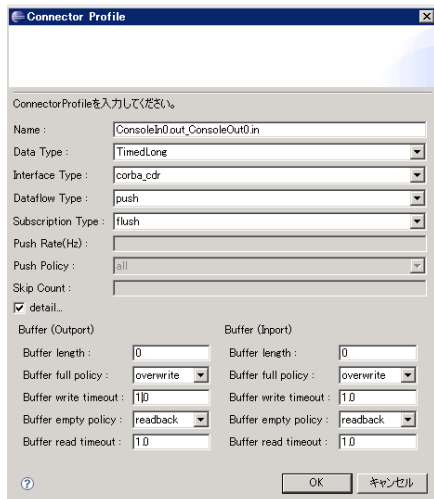 Connector Profile
ConnectorProfileを入力してください。
Name : ConsoleIn0.out_ConsoleOut0.in
Data Type : TimedLong
Interface Type : corba_cdr
Dataflow Type : push
Subscription Type : flush
Push Rate(Hz) :
Push Policy : all
Skip Count :
detail...
Buffer (Outport) Buffer (Inport)
Buffer length : 0 Buffer length : 0
Buffer full policy : overwrite Buffer full policy : overwrite
Buffer write timeout : 1.0 Buffer write timeout : 1.0
Buffer empty policy : readback Buffer empty policy : readback
Buffer read timeout : 1.0 Buffer read timeout : 1.0
? OK キャンセル